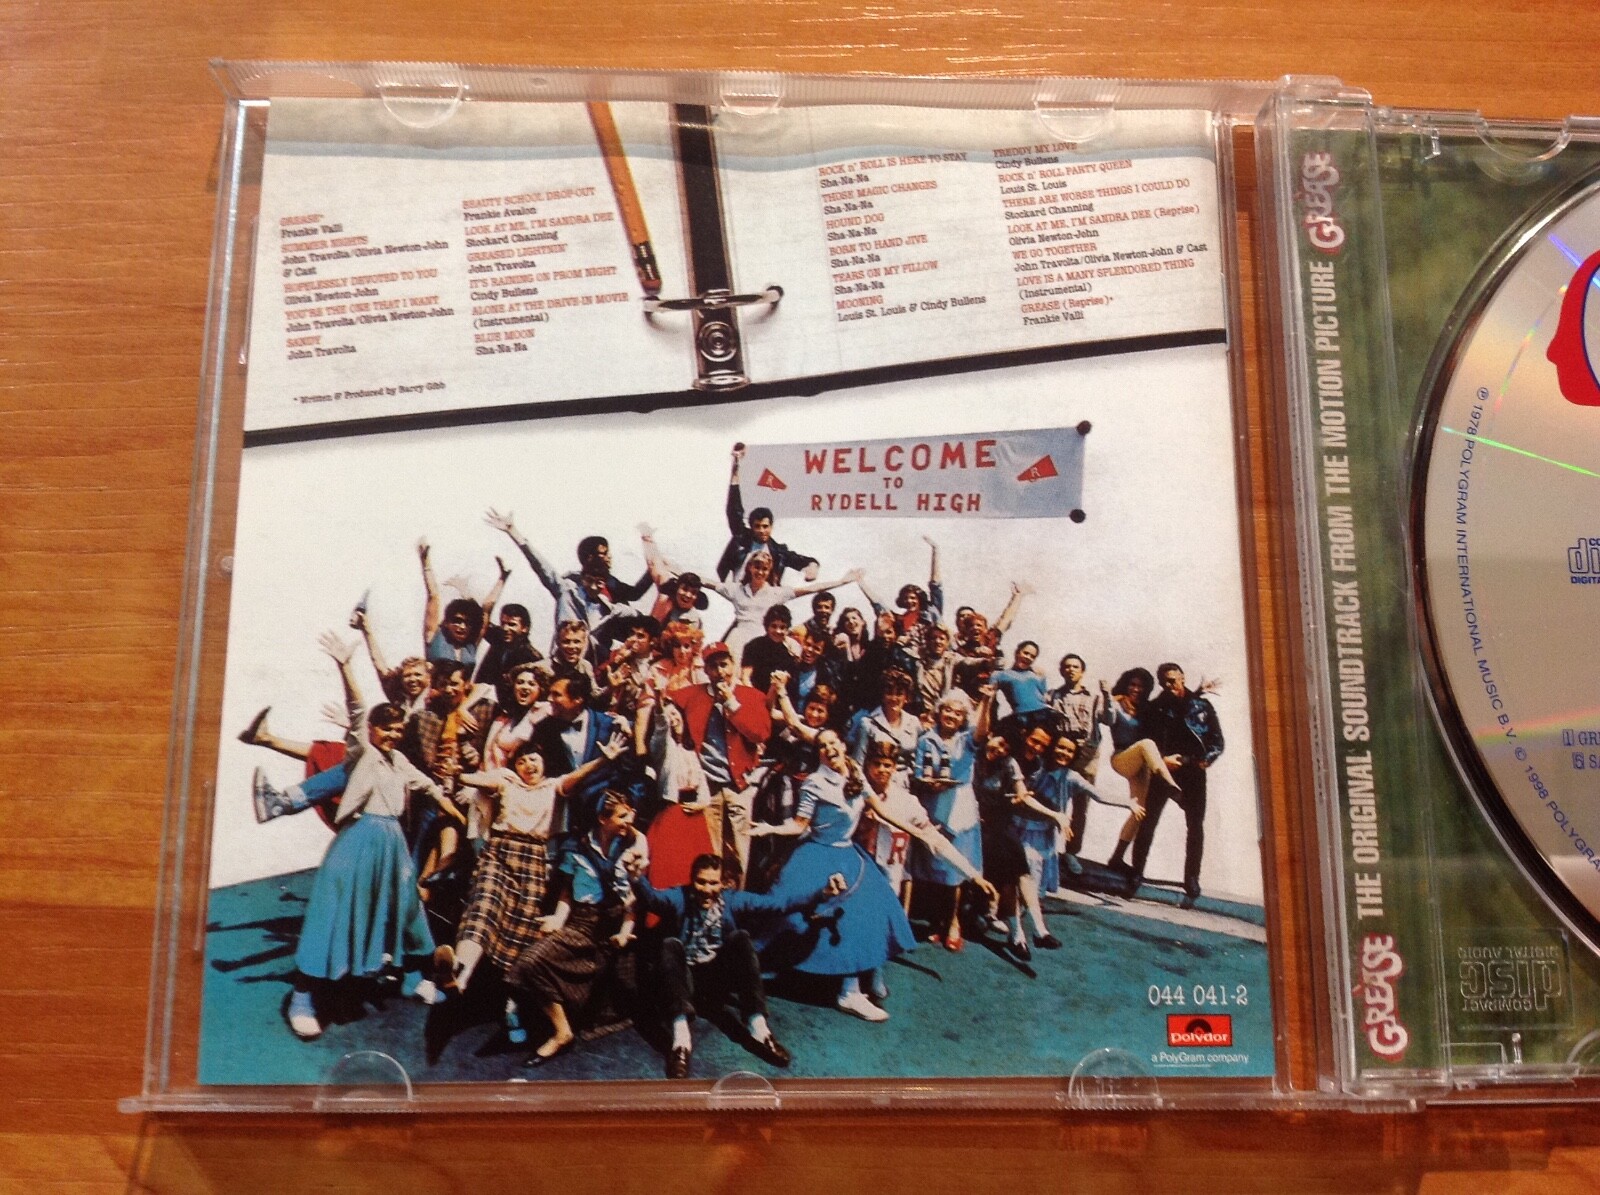 GREASE*
Frankie Valli
SUMMER NIGHTS
John Travolta/Olivia Newton-John
& Cast
HOPELESSLY DEVOTED TO YOU
Olivia Newton-John
YOU'RE THE ONE THAT I WANT
John Travolta/Olivia Newton-John
SANDY
John Travolta
* Written & Produced by Barry Gibb
BEAUTY SCHOOL DROP-OUT
Frankie Avalon
LOOK AT ME, I'M SANDRA DEE
Stockard Channing
GREASED LIGHTNIN'
John Travolta
IT'S RAINING ON PROM NIGHT
Cindy Bullens
ALONE AT THE DRIVE-IN MOVIE
(Instrumental)
BLUE MOON
Sha-Na-Na
ROCK n' ROLL IS HERE TO STAY
Sha-Na-Na
THOSE MAGIC CHANGES
Sha-Na-Na
HOUND DOG
Sha-Na-Na
BORN TO HAND JIVE
Sha-Na-Na
TEARS ON MY PILLOW
Sha-Na-Na
MOONING
Louis St. Louis & Cindy Bullens
FREDDY MY LOVE
Cindy Bullens
ROCK n' ROLL PARTY QUEEN
Louis St. Louis
THERE ARE WORSE THINGS I COULD DO
Stockard Channing
LOOK AT ME, I'M SANDRA DEE (Reprise)
Olivia Newton-John
WE GO TOGETHER
John Travolta/Olivia Newton-John & Cast
LOVE IS A MANY SPLENDORED THING
(Instrumental)
GREASE (Reprise)*
Frankie Valli
WELCOME
TO
RYDELL HIGH
R
R
R
044 041-2
polydor
a PolyGram company
GREASE THE ORIGINAL SOUNDTRACK FROM THE MOTION PICTURE GREASE
℗ 1978 POLYGRAM INTERNATIONAL MUSIC B.V. © 1998
COMPACT
disc
DIGITAL AUDIO